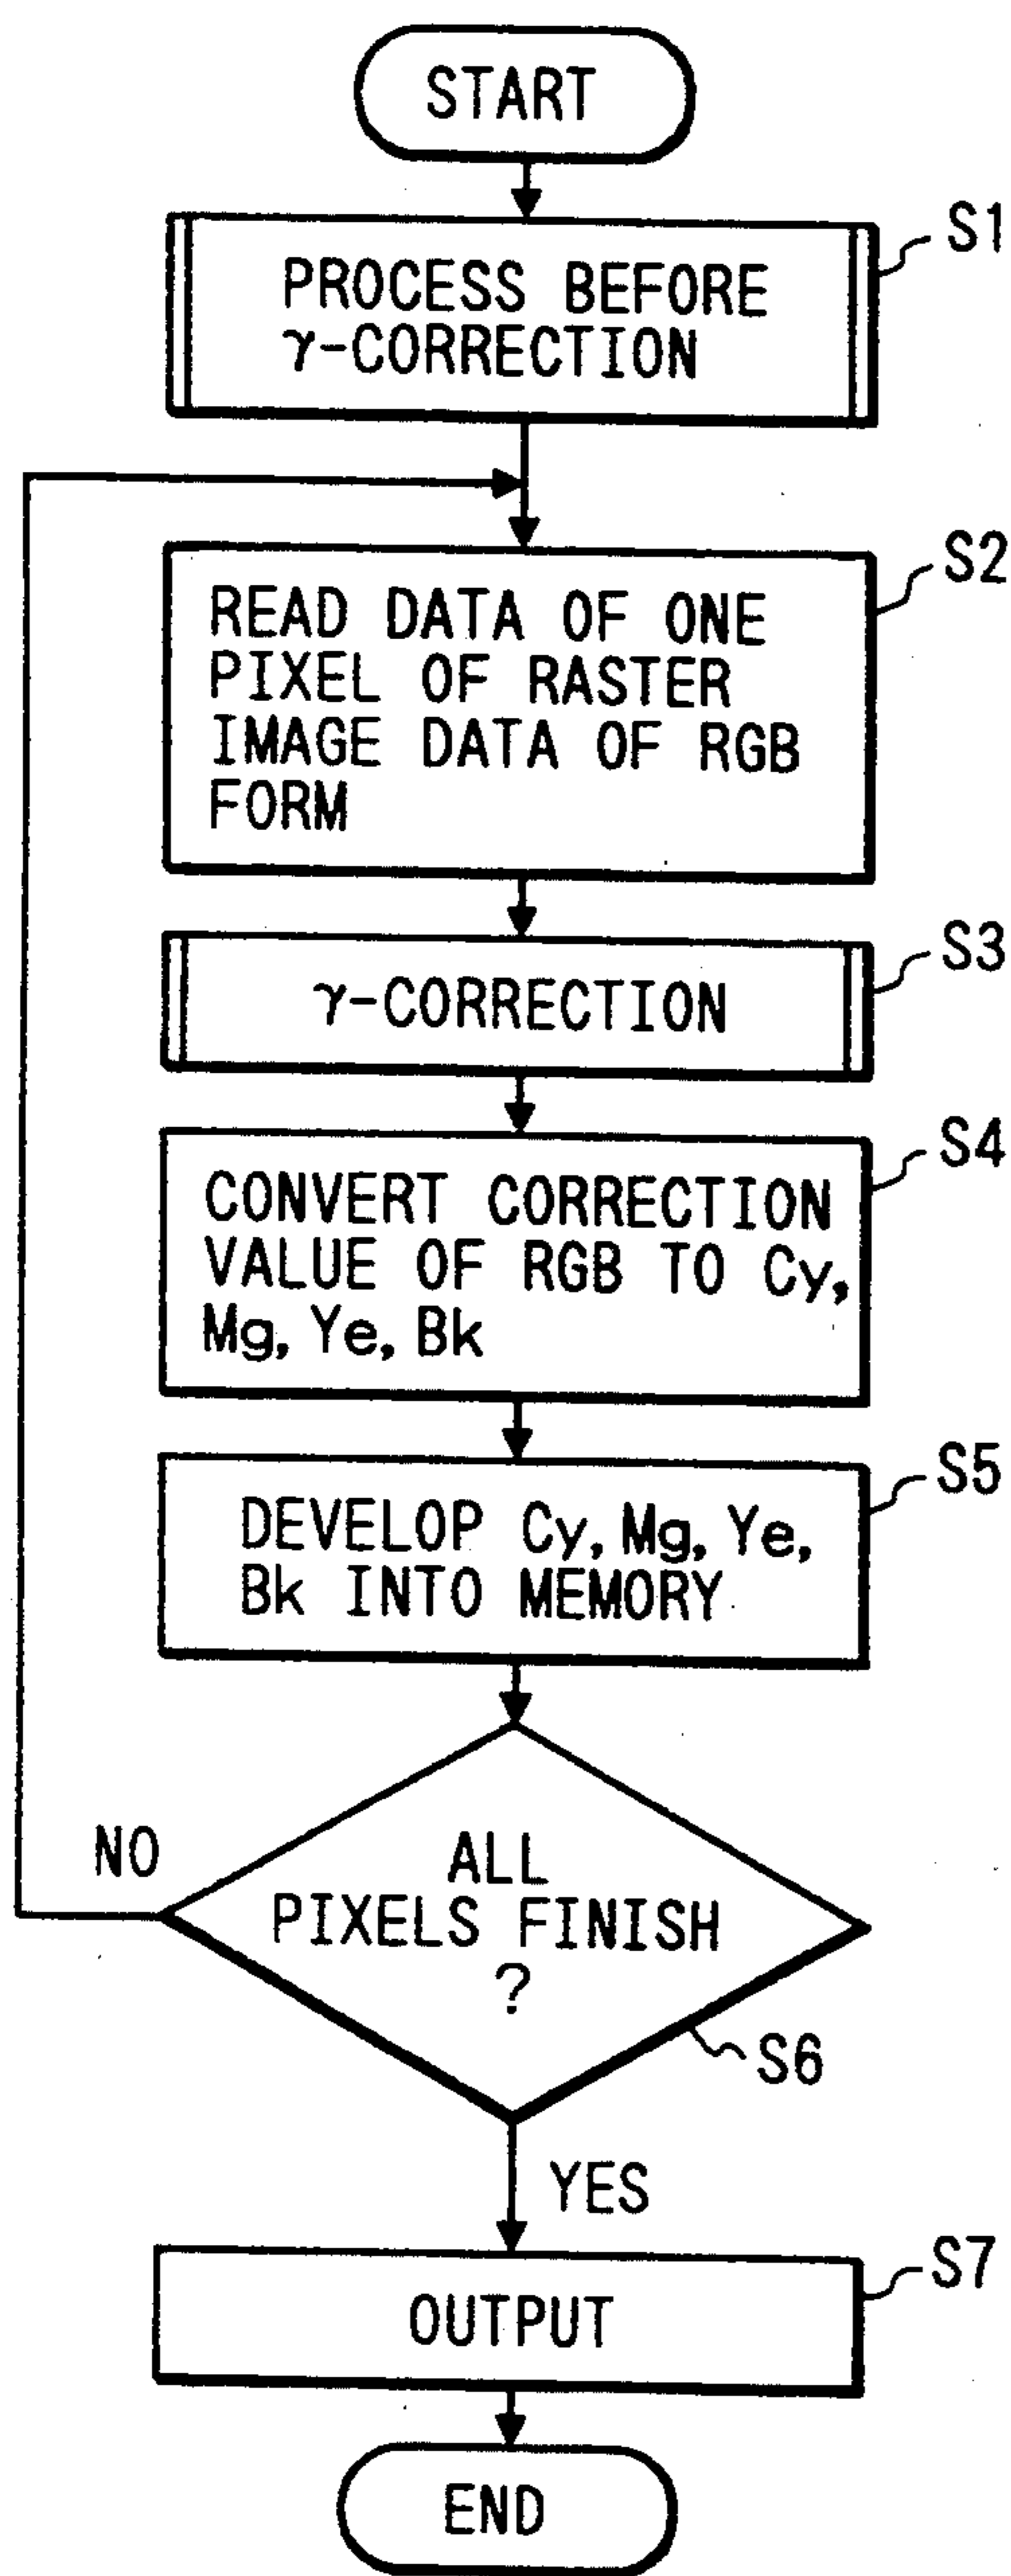 START
S1
PROCESS BEFORE
γ-CORRECTION
S2
READ DATA OF ONE
PIXEL OF RASTER
IMAGE DATA OF RGB
FORM
S3
γ-CORRECTION
S4
CONVERT CORRECTION
VALUE OF RGB TO Cy,
Mg, Ye, Bk
S5
DEVELOP Cy, Mg, Ye,
Bk INTO MEMORY
NO
ALL
PIXELS FINISH
?
S6
YES
S7
OUTPUT
END